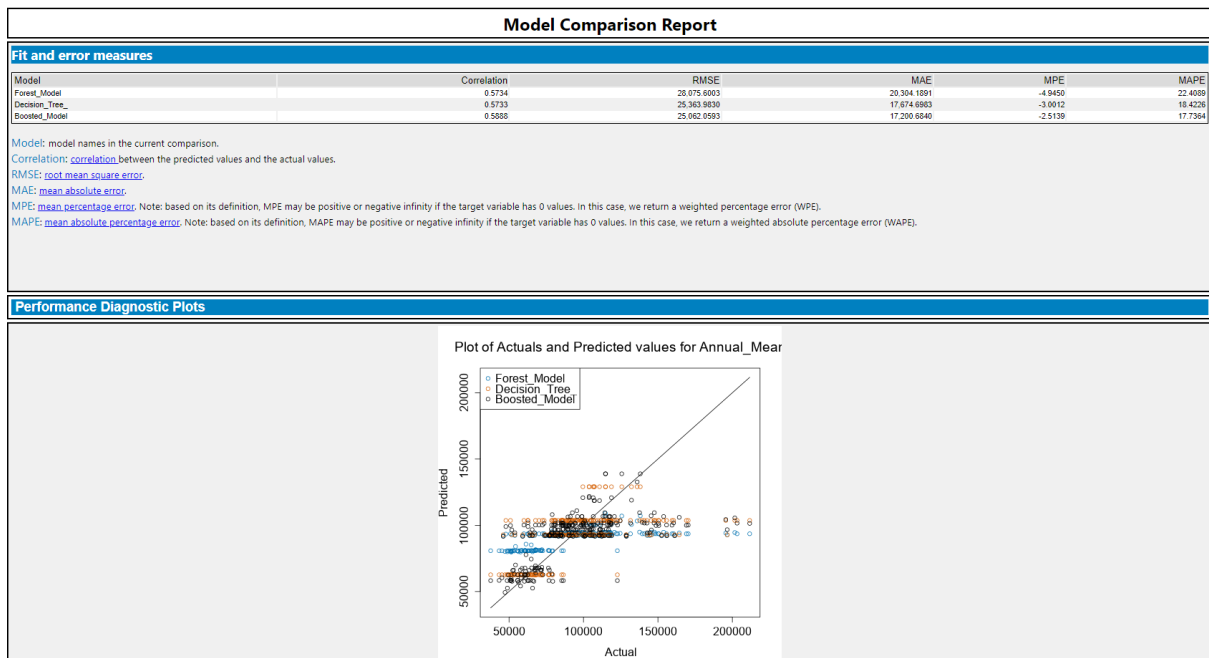 Model Comparison Report
Fit and error measures
Model Correlation RMSE MAE MPE MAPE
Forest_Model 0.5734 28,075.6003 20,304.1891 -4.9450 22.4089
Decision_Tree_ 0.5733 25,363.9830 17,674.6983 -3.0012 18.4226
Boosted_Model 0.5888 25,062.0593 17,200.6840 -2.5139 17.7364
Model: model names in the current comparison.
Correlation: correlation between the predicted values and the actual values.
RMSE: root mean square error.
MAE: mean absolute error.
MPE: mean percentage error. Note: based on its definition, MPE may be positive or negative infinity if the target variable has 0 values. In this case, we return a weighted percentage error (WPE).
MAPE: mean absolute percentage error. Note: based on its definition, MAPE may be positive or negative infinity if the target variable has 0 values. In this case, we return a weighted absolute percentage error (WAPE).
Performance Diagnostic Plots
Plot of Actuals and Predicted values for Annual_Mean
Forest_Model
Decision_Tree_
Boosted_Model
200000
150000
100000
50000
Predicted
50000 100000 150000 200000
Actual